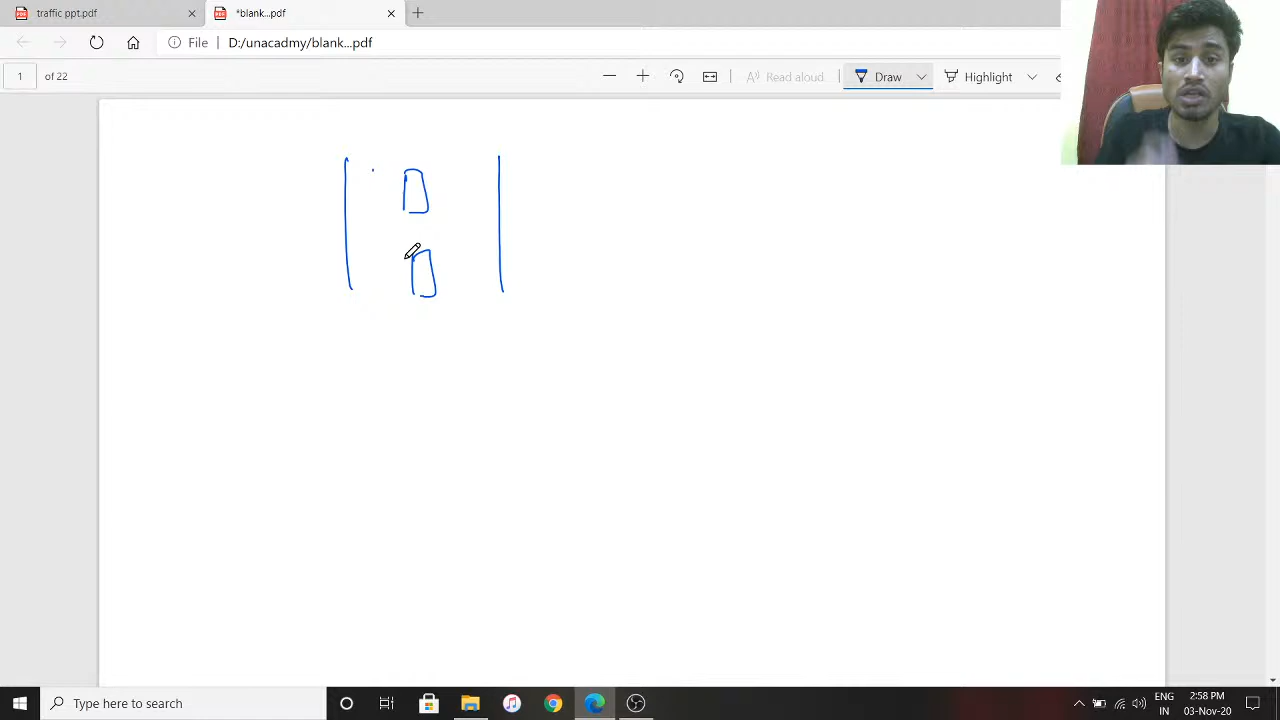 traffic ppt.pdf
*blank...pdf
File
D:/unacadmy/blank...pdf
1
of 22
Read aloud
Draw
Highlight
Type here to search
ENG
2:58 PM
IN
03-Nov-20